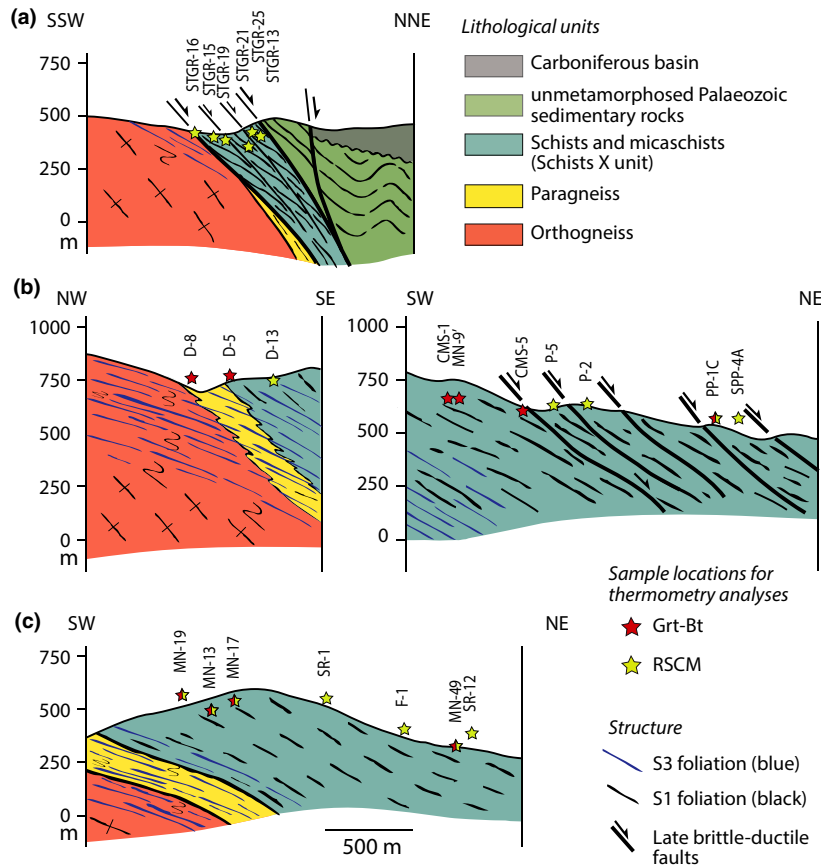 (a)
SSW
NNE
STGR-16
STGR-15
STGR-19
STGR-21
STGR-25
STGR-13
750
500
250
0
m
Lithological units
Carboniferous basin
unmetamorphosed Palaeozoic
sedimentary rocks
Schists and micaschists
(Schists X unit)
Paragneiss
Orthogneiss
(b)
NW
SE
D-8
D-5
D-13
1000
750
500
250
0
m
SW
NE
CMS-1
MN-9'
CMS-5
P-5
P-2
PP-1C
SPP-4A
1000
750
500
250
0
Sample locations for
thermometry analyses
Grt-Bt
RSCM
Structure
S3 foliation (blue)
S1 foliation (black)
Late brittle-ductile
faults
(c)
SW
NE
MN-19
MN-13
MN-17
SR-1
F-1
MN-49
SR-12
750
500
250
0
m
500 m